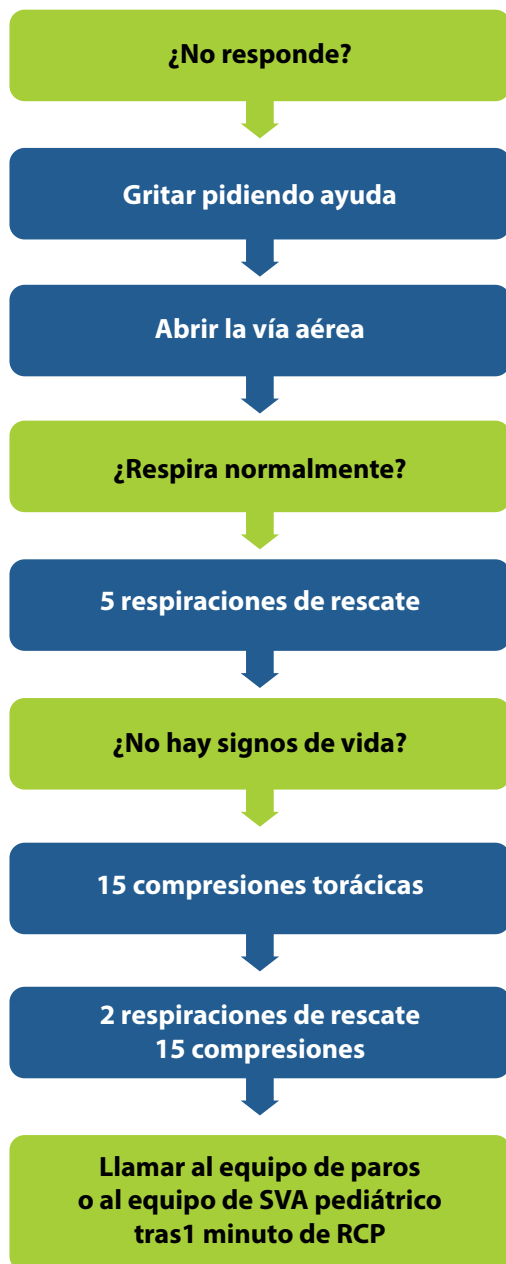 ¿No responde?
Gritar pidiendo ayuda
Abrir la vía aérea
¿Respira normalmente?
5 respiraciones de rescate
¿No hay signos de vida?
15 compresiones torácicas
2 respiraciones de rescate
15 compresiones
Llamar al equipo de paros
o al equipo de SVA pediátrico
tras1 minuto de RCP